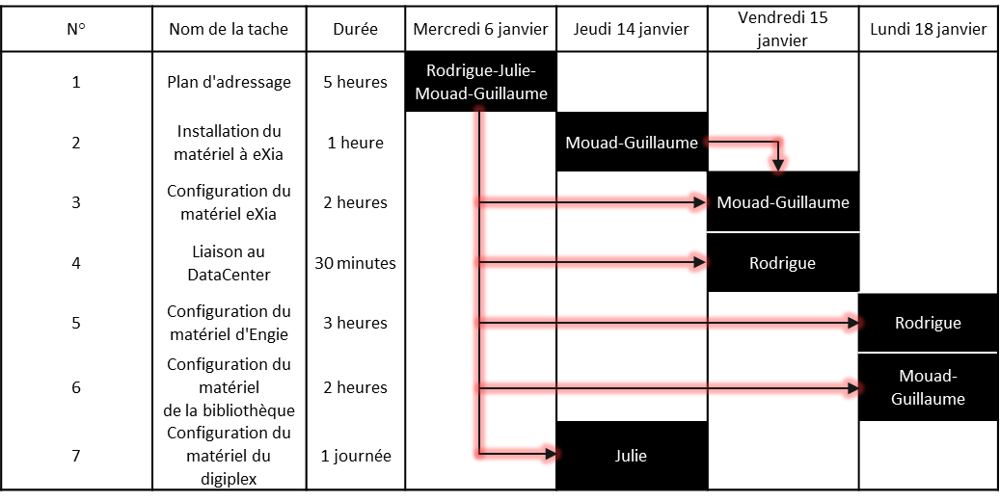 N°
Nom de la tache
Durée
Mercredi 6 janvier
Jeudi 14 janvier
Vendredi 15
janvier
Lundi 18 janvier
1
Plan d'adressage
5 heures
Rodrigue-Julie-
Mouad-Guillaume
2
Installation du
matériel à eXia
1 heure
Mouad-Guillaume
3
Configuration du
matériel eXia
2 heures
Mouad-Guillaume
4
Liaison au
DataCenter
30 minutes
Rodrigue
5
Configuration du
matériel d'Engie
3 heures
Rodrigue
6
Configuration du
matériel
de la bibliothèque
2 heures
Mouad-
Guillaume
7
Configuration du
matériel du
digiplex
1 journée
Julie